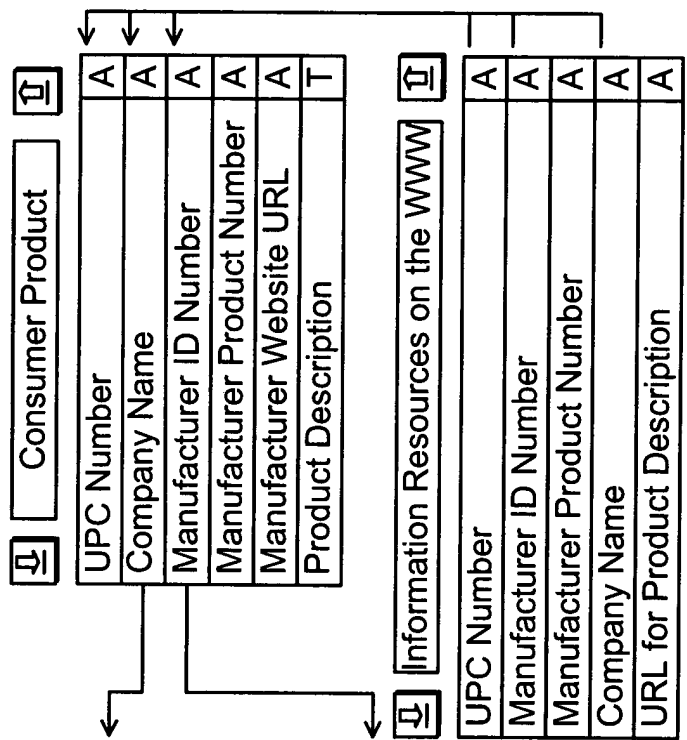 Consumer Product
UPC Number A
Company Name A
Manufacturer ID Number A
Manufacturer Product Number A
Manufacturer Website URL A
Product Description T
Information Resources on the WWW
UPC Number A
Manufacturer ID Number A
Manufacturer Product Number A
Company Name A
URL for Product Description A